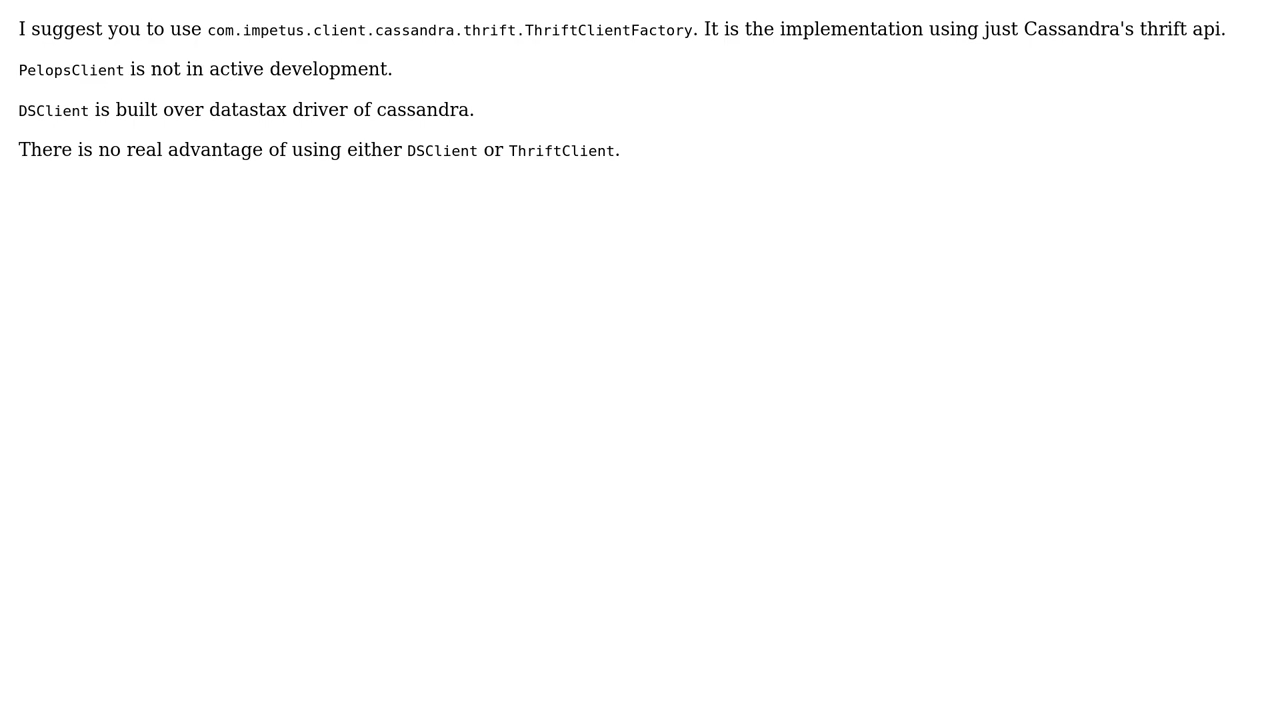 I suggest you to use com.impetus.client.cassandra.thrift.ThriftClientFactory. It is the implementation using just Cassandra's thrift api.
PelopsClient is not in active development.
DSClient is built over datastax driver of cassandra.
There is no real advantage of using either DSClient or ThriftClient.